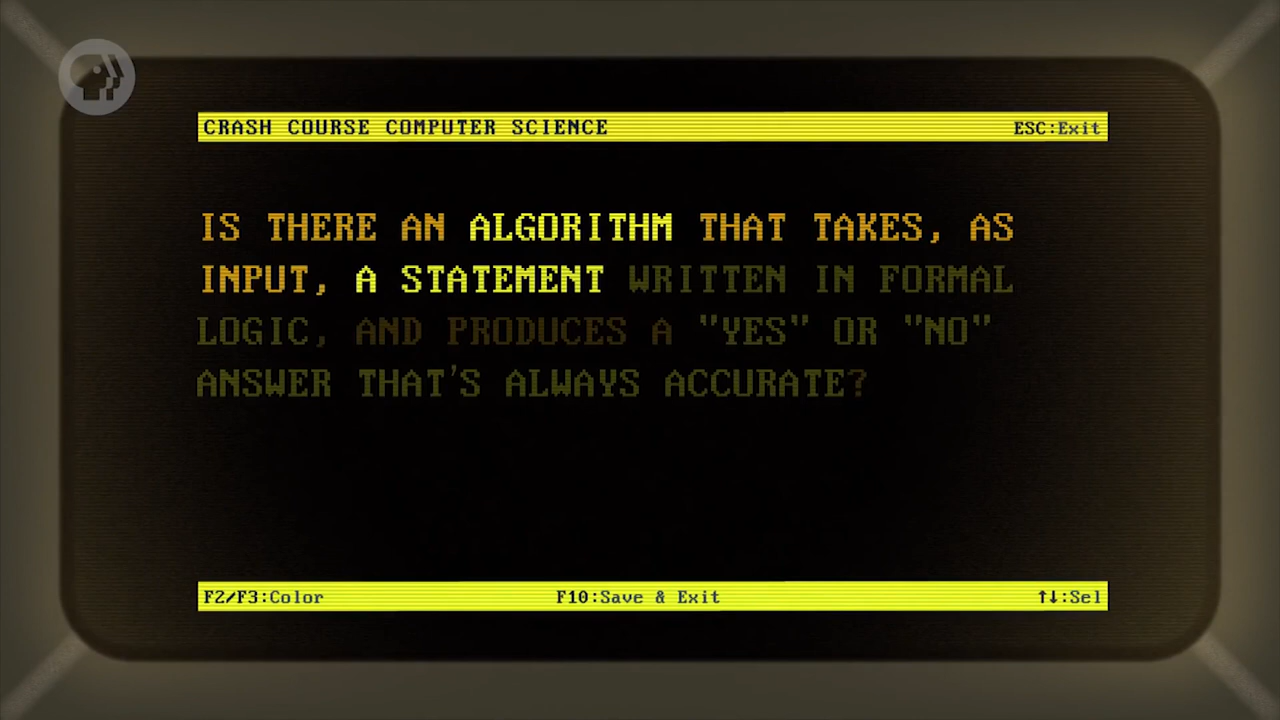 CRASH COURSE COMPUTER SCIENCE ESC:Exit
IS THERE AN ALGORITHM THAT TAKES, AS
INPUT, A STATEMENT WRITTEN IN FORMAL
LOGIC, AND PRODUCES A "YES" OR "NO"
ANSWER THAT'S ALWAYS ACCURATE?
F2/F3:Color F10:Save & Exit ↑↓:Sel